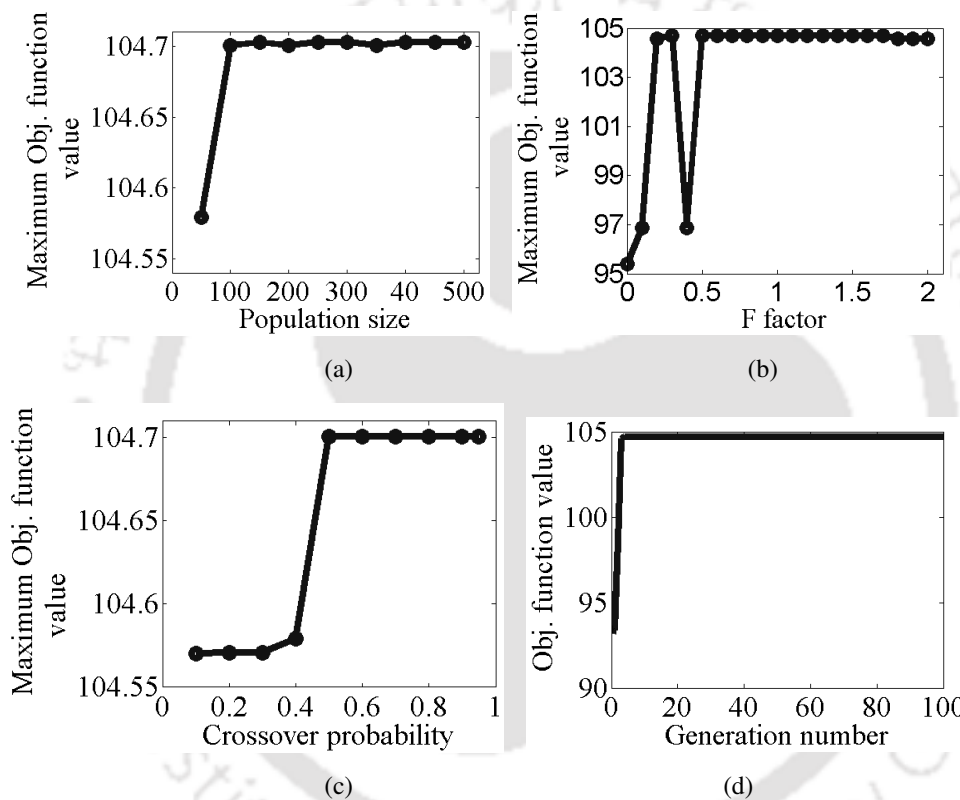 Maximum Obj. function
value
104.7
104.65
104.6
104.55
0 100 200 300 40 500
Population size
(a)
Maximum Obj. function
value
105
103
101
99
97
95
0 0.5 1 1.5 2
F factor
(b)
Maximum Obj. function
value
104.7
104.65
104.6
104.55
0 0.2 0.4 0.6 0.8 1
Crossover probability
(c)
Obj. function value
105
100
95
90
0 20 40 60 80 100
Generation number
(d)